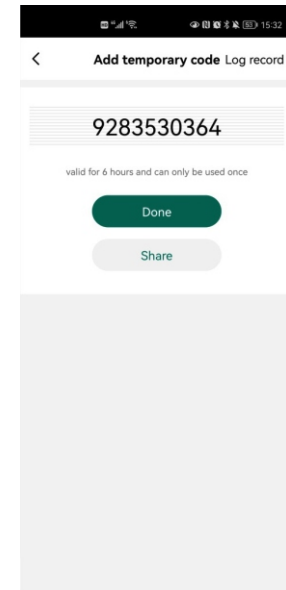 15:32
Add temporary code Log record
9283530364
valid for 6 hours and can only be used once
Done
Share